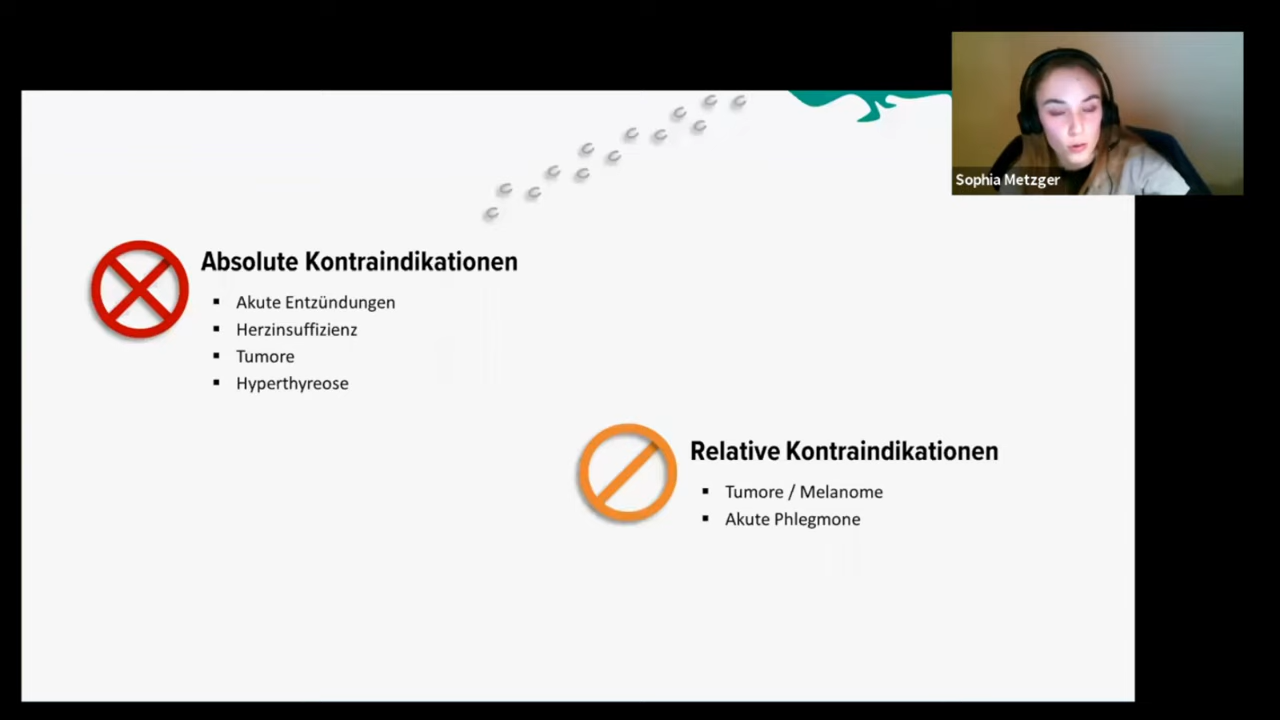 Sophia Metzger
Absolute Kontraindikationen
▪ Akute Entzündungen
▪ Herzinsuffizienz
▪ Tumore
▪ Hyperthyreose
Relative Kontraindikationen
▪ Tumore / Melanome
▪ Akute Phlegmone